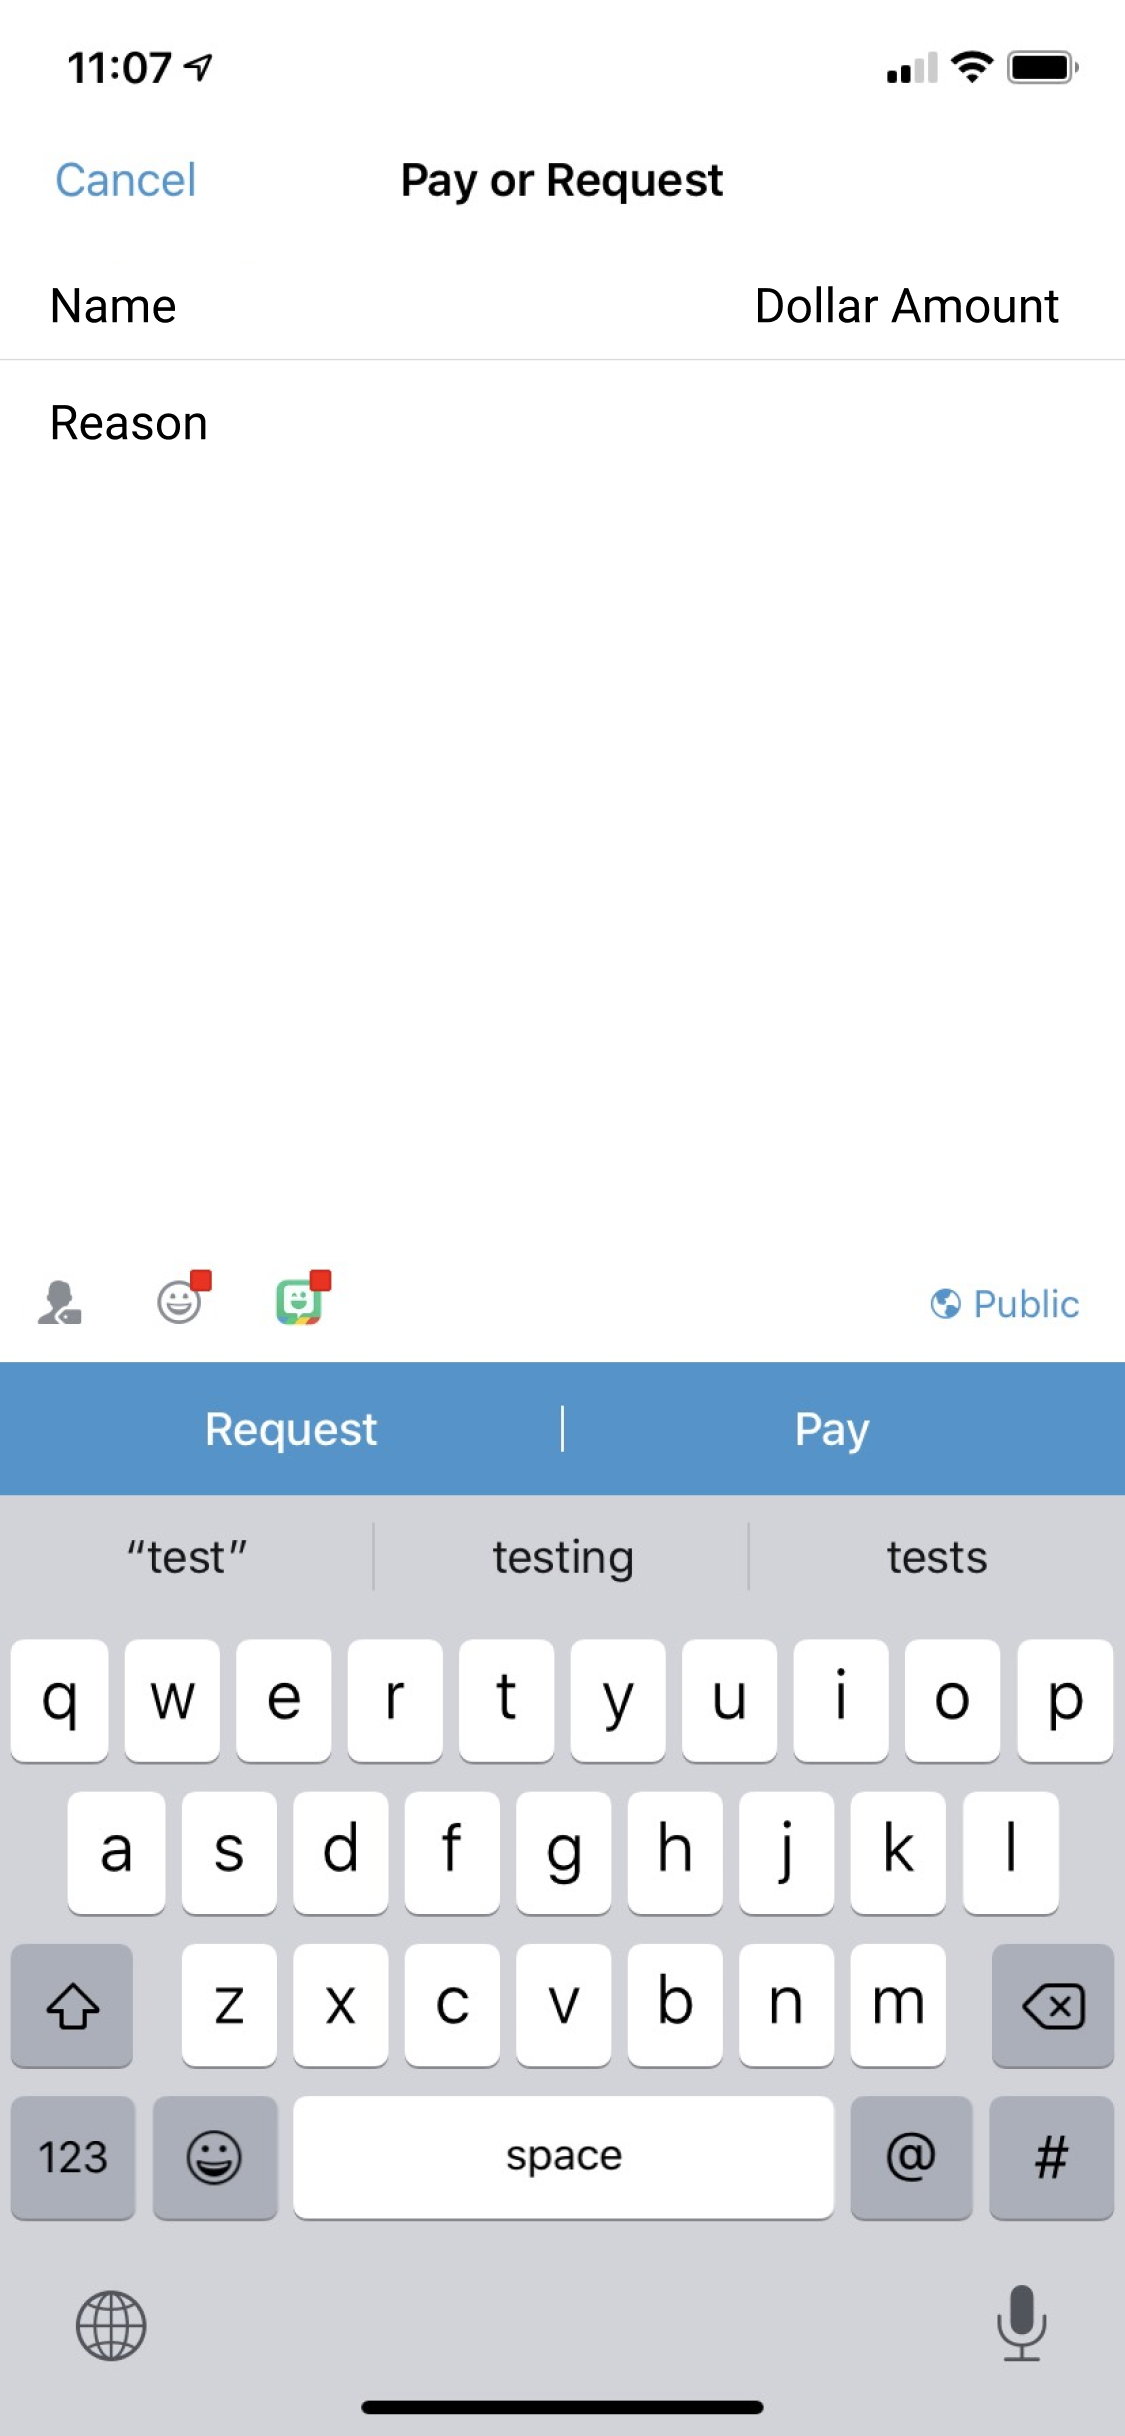 11:07
Cancel Pay or Request
Name Dollar Amount
Reason
Public
Request | Pay
“test” testing tests
q w e r t y u i o p
a s d f g h j k l
z x c v b n m
123 space @ #